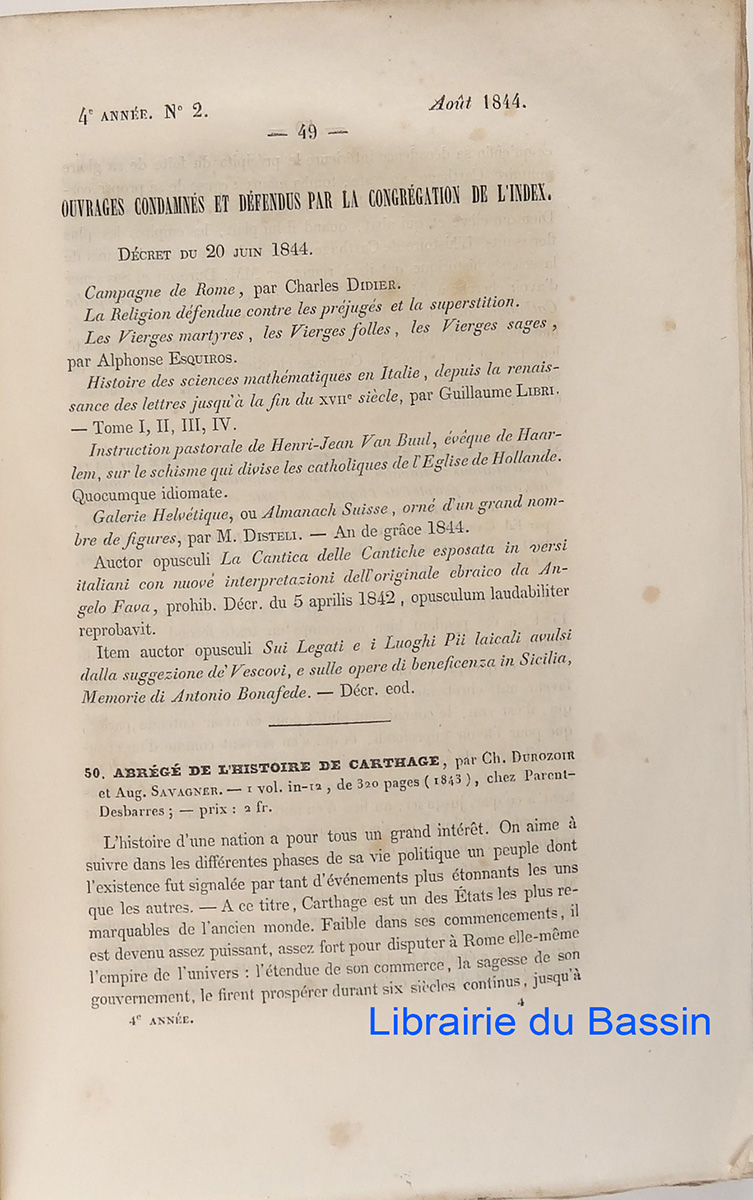 4e ANNÉE. No 2.
Août 1844.
— 49 —
OUVRAGES CONDAMNÉS ET DÉFENDUS PAR LA CONGRÉGATION DE L'INDEX.
DÉCRET DU 20 JUIN 1844.
Campagne de Rome, par Charles DIDIER.
La Religion défendue contre les préjugés et la superstition.
Les Vierges martyres, les Vierges folles, les Vierges sages,
par Alphonse ESQUIROS.
Histoire des sciences mathématiques en Italie, depuis la renais-
sance des lettres jusqu'à la fin du XVIIe siècle, par Guillaume LIBRI.
— Tome I, II, III, IV.
Instruction pastorale de Henri-Jean Van Buul, évêque de Haar-
lem, sur le schisme qui divise les catholiques de l'Eglise de Hollande.
Quocumque idiomate.
Galerie Helvétique, ou Almanach Suisse, orné d'un grand nom-
bre de figures, par M. DISTELI. — An de grâce 1844.
Auctor opusculi La Cantica delle Cantiche esposata in versi
italiani con nuové interpretazioni dell'originale ebraico da An-
gelo Fava, prohib. Décr. du 5 aprilis 1842, opusculum laudabiliter
reprobavit.
Item auctor opusculi Sui Legati e i Luoghi Pii laicali avulsi
dalla suggezione de' Vescovi, e sulle opere di beneficenza in Sicilia,
Memorie di Antonio Bonafede. — Décr. eod.
50. ABRÉGÉ DE L'HISTOIRE DE CARTHAGE, par Ch. DUROZOIR
et Aug. SAVAGNER. — 1 vol. in-12, de 320 pages (1843), chez Parent-
Desbarres; — prix : 2 fr.
L'histoire d'une nation a pour tous un grand intérêt. On aime à
suivre dans les différentes phases de sa vie politique un peuple dont
l'existence fut signalée par tant d'événements plus étonnants les uns
que les autres. — A ce titre, Carthage est un des États les plus re-
marquables de l'ancien monde. Faible dans ses commencements, il
est devenu assez puissant, assez fort pour disputer à Rome elle-même
l'empire de l'univers : l'étendue de son commerce, la sagesse de son
gouvernement, le firent prospérer durant six siècles continus, jusqu'à
4e ANNÉE.
4
Librairie du Bassin